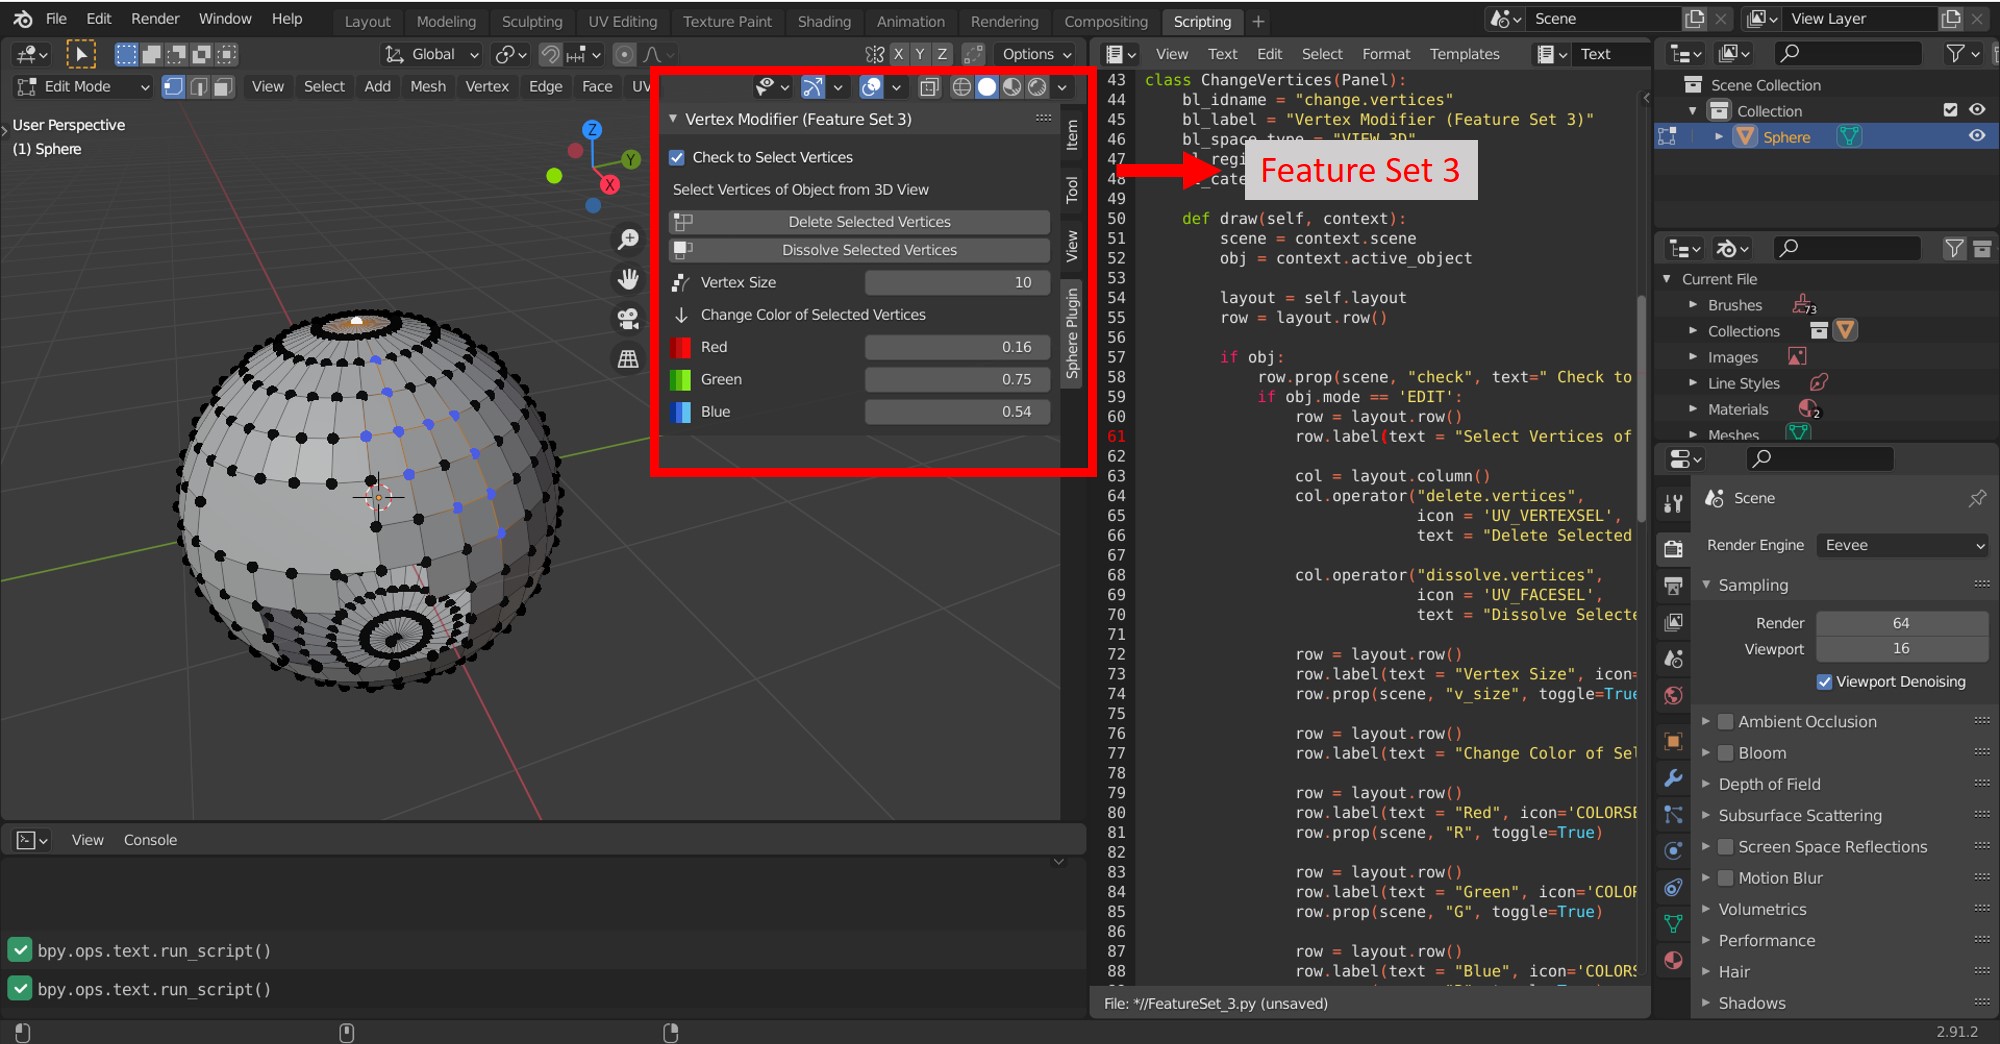 File Edit Render Window Help Layout Modeling Sculpting UV Editing Texture Paint Shading Animation Rendering Compositing Scripting + Scene View Layer
Global X Y Z Options
View Text Edit Select Format Templates Text
Edit Mode View Select Add Mesh Vertex Edge Face UV
User Perspective
(1) Sphere
Z
Y
X
Vertex Modifier (Feature Set 3)
Check to Select Vertices
Select Vertices of Object from 3D View
Delete Selected Vertices
Dissolve Selected Vertices
Vertex Size 10
Change Color of Selected Vertices
Red 0.16
Green 0.75
Blue 0.54
Item
Tool
View
Sphere Plugin
Feature Set 3
43 class ChangeVertices(Panel):
44 bl_idname = "change.vertices"
45 bl_label = "Vertex Modifier (Feature Set 3)"
46 bl_space_type = "VIEW_3D"
47
48
49
50 def draw(self, context):
51 scene = context.scene
52 obj = context.active_object
53
54 layout = self.layout
55 row = layout.row()
56
57 if obj:
58 row.prop(scene, "check", text=" Check to
59 if obj.mode == 'EDIT':
60 row = layout.row()
61 row.label(text = "Select Vertices of
62
63 col = layout.column()
64 col.operator("delete.vertices",
65 icon = 'UV_VERTEXSEL',
66 text = "Delete Selected
67
68 col.operator("dissolve.vertices",
69 icon = 'UV_FACESEL',
70 text = "Dissolve Selecte
71
72 row = layout.row()
73 row.label(text = "Vertex Size", icon=
74 row.prop(scene, "v_size", toggle=True
75
76 row = layout.row()
77 row.label(text = "Change Color of Sel
78
79 row = layout.row()
80 row.label(text = "Red", icon='COLORSE
81 row.prop(scene, "R", toggle=True)
82
83 row = layout.row()
84 row.label(text = "Green", icon='COLOR
85 row.prop(scene, "G", toggle=True)
86
87 row = layout.row()
88 row.label(text = "Blue", icon='COLORS
File: *//FeatureSet_3.py (unsaved)
View Console
bpy.ops.text.run_script()
bpy.ops.text.run_script()
Scene Collection
Collection
Sphere
Current File
Brushes 73
Collections
Images
Line Styles
Materials 2
Meshes
Scene
Render Engine Eevee
Sampling
Render 64
Viewport 16
Viewport Denoising
Ambient Occlusion
Bloom
Depth of Field
Subsurface Scattering
Screen Space Reflections
Motion Blur
Volumetrics
Performance
Hair
Shadows
2.91.2